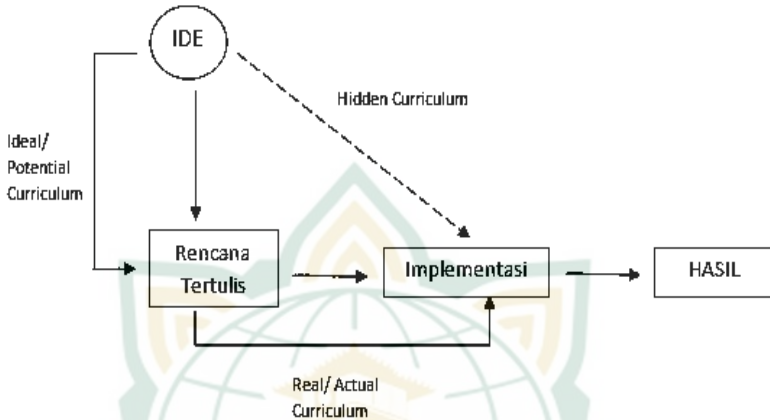 IDE
Hidden Curriculum
Ideal/
Potential
Curriculum
Rencana
Tertulis
Implementasi
HASIL
Real/ Actual
Curriculum